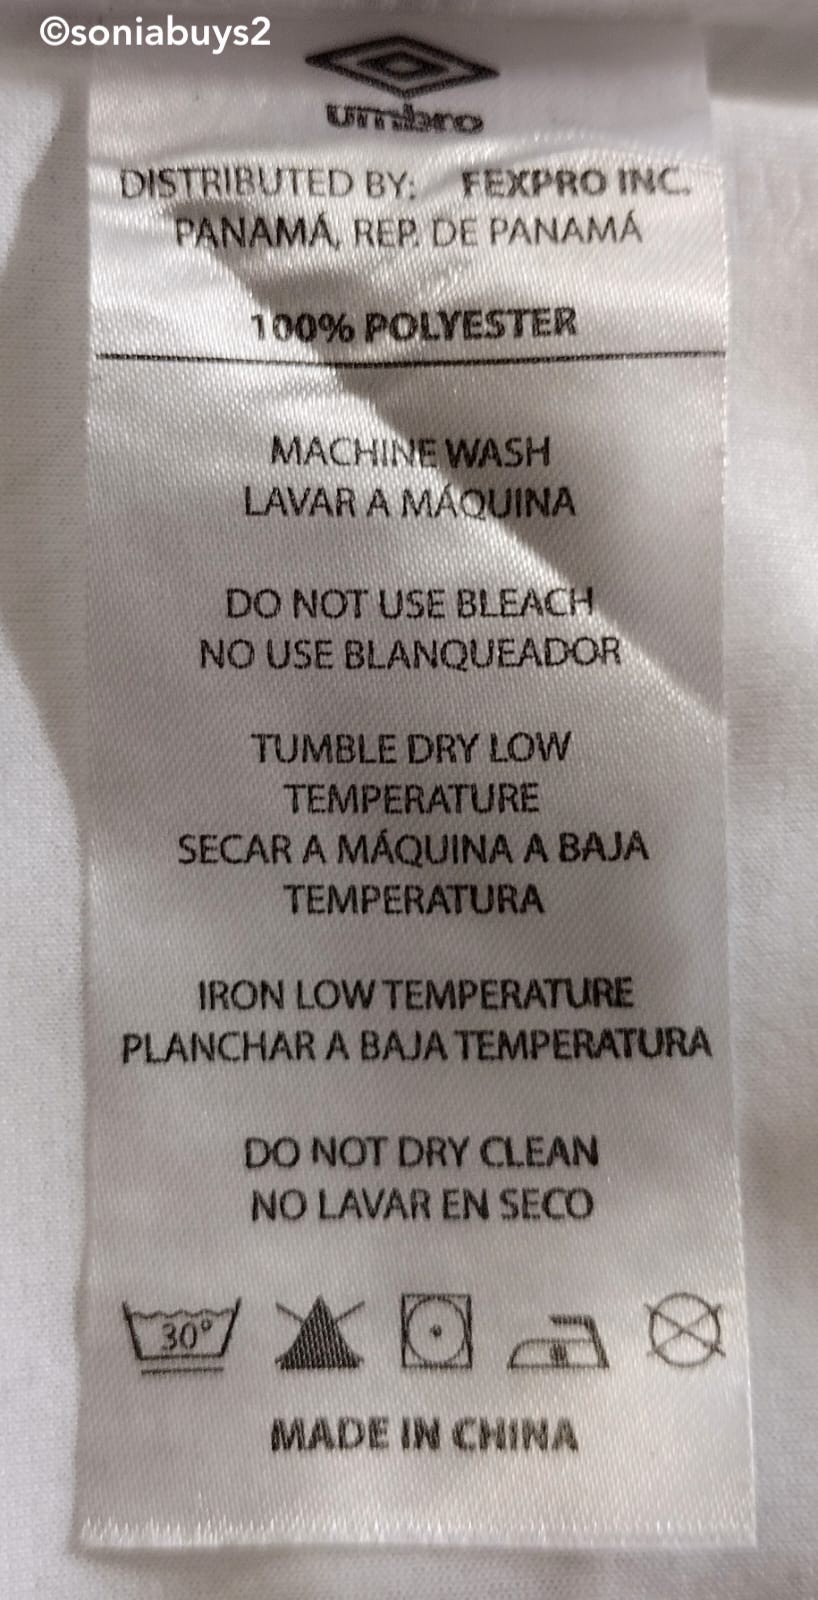 ©soniabuys2
umbro
DISTRIBUTED BY: FEXPRO INC.
PANAMÁ, REP. DE PANAMÁ
100% POLYESTER
MACHINE WASH
LAVAR A MÁQUINA
DO NOT USE BLEACH
NO USE BLANQUEADOR
TUMBLE DRY LOW
TEMPERATURE
SECAR A MÁQUINA A BAJA
TEMPERATURA
IRON LOW TEMPERATURE
PLANCHAR A BAJA TEMPERATURA
DO NOT DRY CLEAN
NO LAVAR EN SECO
30°
MADE IN CHINA